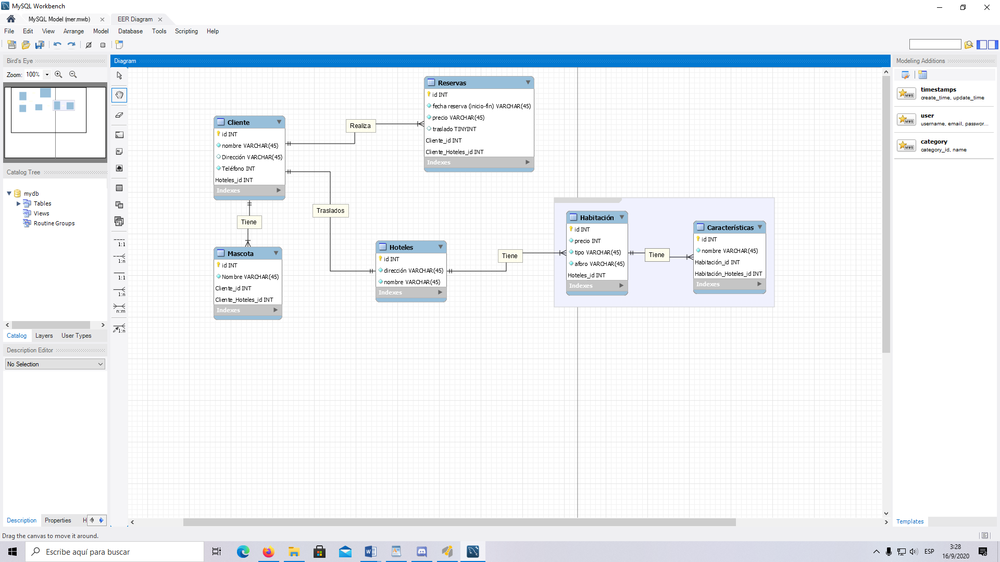 MySQL Workbench
MySQL Model (mer.mwb)
EER Diagram
File Edit View Arrange Model Database Tools Scripting Help
Bird's Eye
Zoom: 100%
Catalog Tree
mydb
Tables
Views
Routine Groups
Catalog Layers User Types
Description Editor
No Selection
Description Properties H
Drag the canvas to move it around.
Diagram
1:1
1:n
1:1
1:n
n:m
1:n
Cliente
id INT
nombre VARCHAR(45)
Dirección VARCHAR(45)
Teléfono INT
Hoteles_id INT
Indexes
Realiza
Reservas
id INT
fecha reserva (inicio-fin) VARCHAR(45)
precio VARCHAR(45)
traslado TINYINT
Cliente_id INT
Cliente_Hoteles_id INT
Indexes
Tiene
Traslados
Mascota
id INT
Nombre VARCHAR(45)
Cliente_id INT
Cliente_Hoteles_id INT
Indexes
Hoteles
id INT
dirección VARCHAR(45)
nombre VARCHAR(45)
Indexes
Tiene
Habitación
id INT
precio INT
tipo VARCHAR(45)
aforo VARCHAR(45)
Hoteles_id INT
Indexes
Tiene
Características
id INT
nombre VARCHAR(45)
Habitación_id INT
Habitación_Hoteles_id INT
Indexes
Modeling Additions
MWB
timestamps
create_time, update_time
MWB
user
username, email, passwor...
MWB
category
category_id, name
Templates
Escribe aquí para buscar
ESP
3:28
16/9/2020